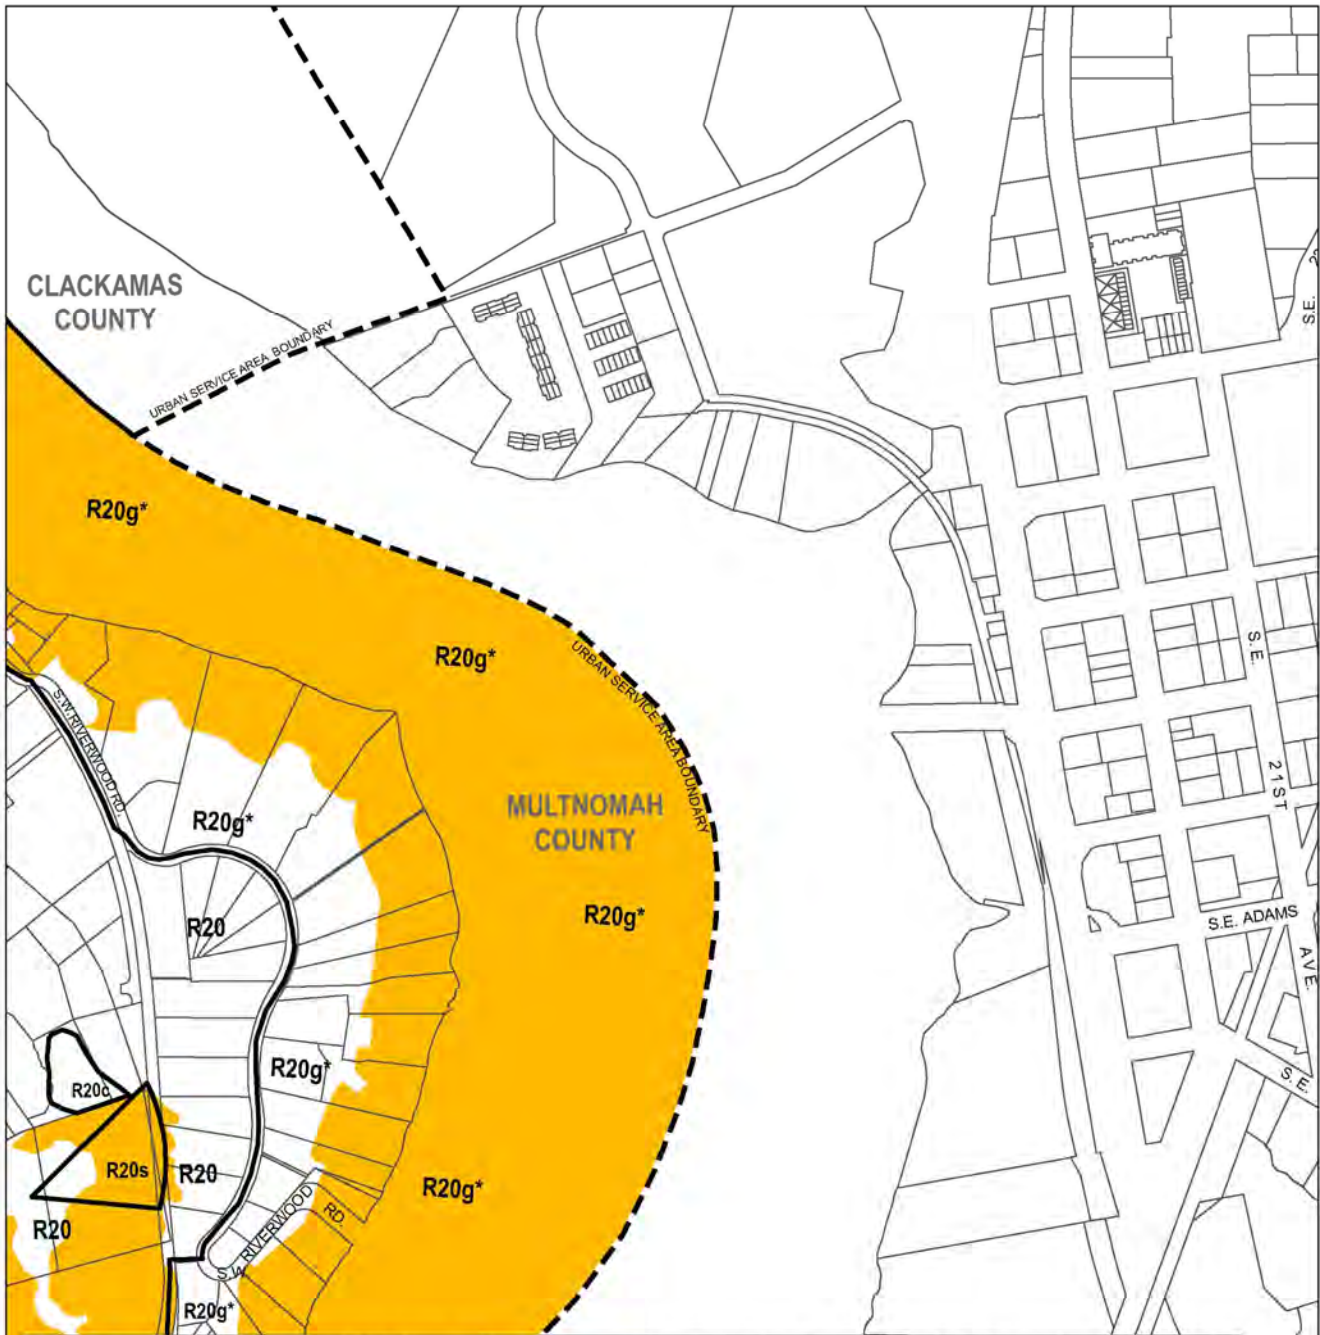 S.E. 2
CLACKAMAS
COUNTY
URBAN SERVICE AREA BOUNDARY
R20g*
R20g*
URBAN SERVICE AREA BOUNDARY
S.E.
21ST
AVE.
S.W. RIVERWOOD RD.
MULTNOMAH
COUNTY
R20g*
R20
R20g*
S.E. ADAMS
R20g*
R20c
S. E.
R20s
R20
R20g*
R20
S.W. RIVERWOOD RD.
R20g*